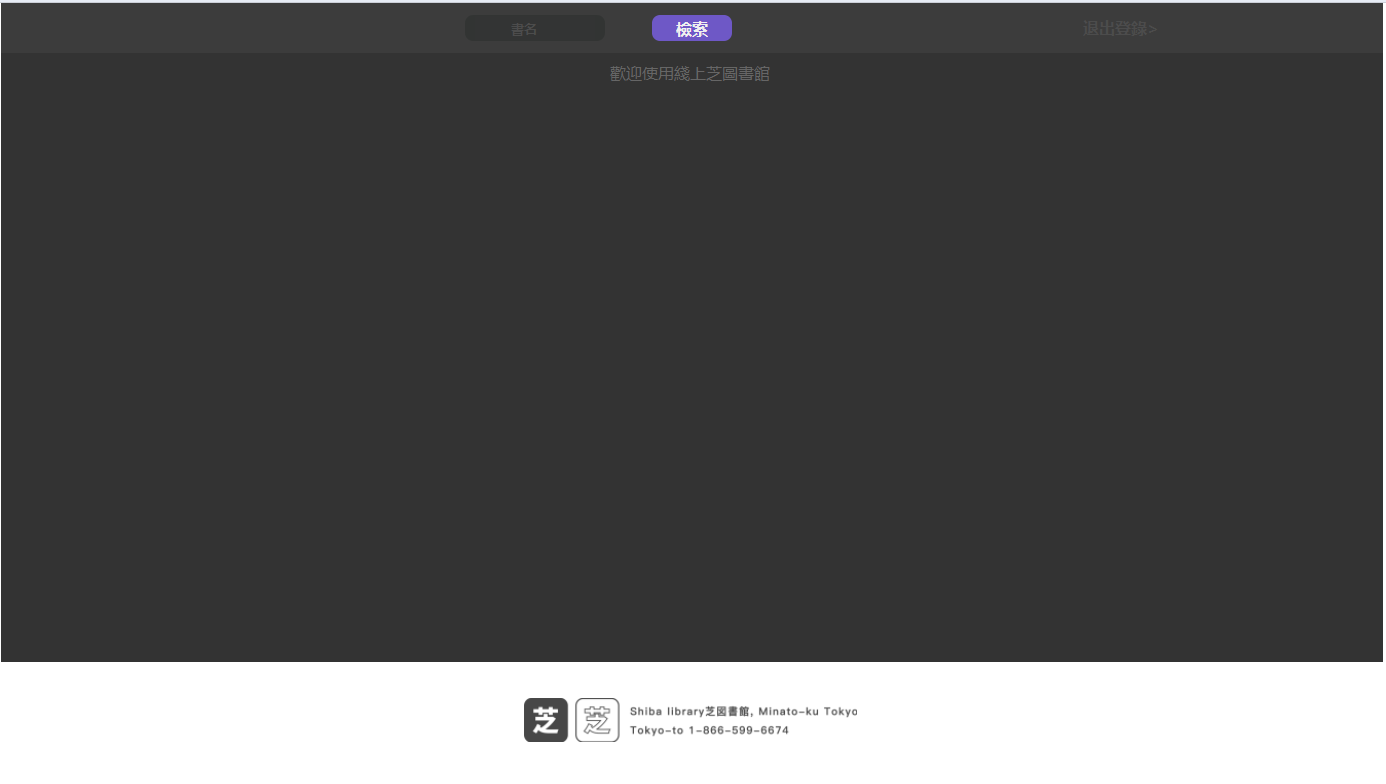 書名
檢索
退出登錄>
歡迎使用綫上芝圖書館
芝 芝 Shiba library芝図書館, Minato-ku Tokyo
Tokyo-to 1-866-599-6674